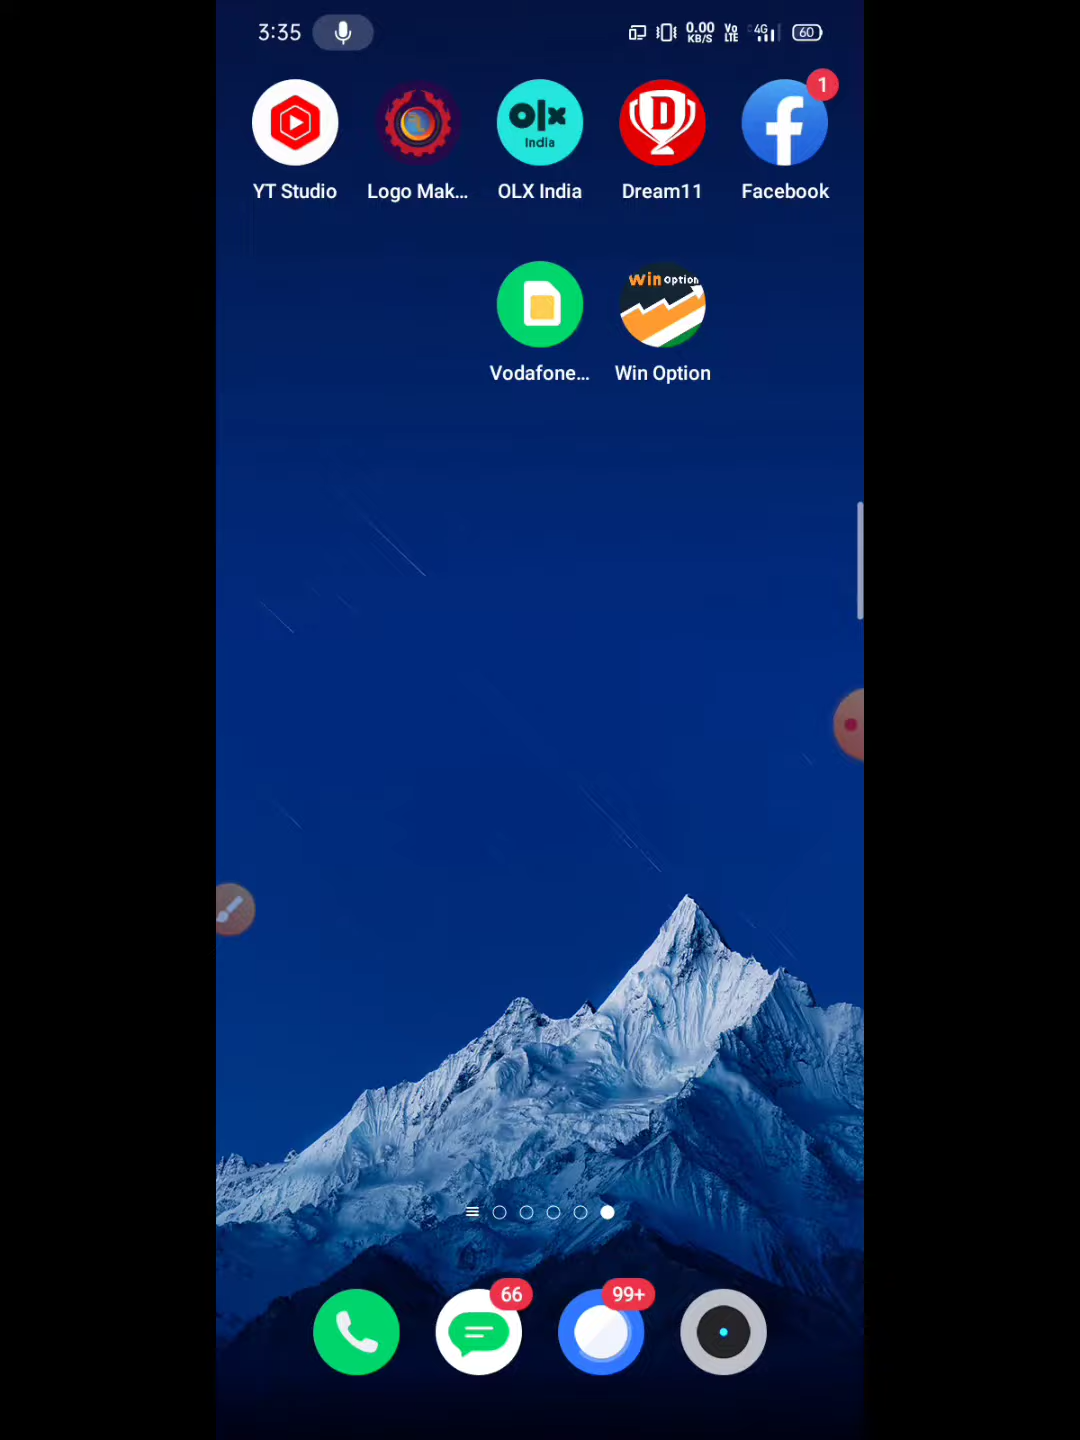 3:35
0.00
KB/S
Vo
LTE
4G
60
olx
India
D
1
YT Studio
Logo Mak...
OLX India
Dream11
Facebook
Win Option
Vodafone...
Win Option
66
99+